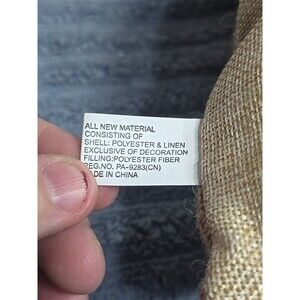 ALL NEW MATERIAL
CONSISTING OF
SHELL: POLYESTER & LINEN
EXCLUSIVE OF DECORATION
FILLING:POLYESTER FIBER
REG.NO. PA-9283(CN)
MADE IN CHINA